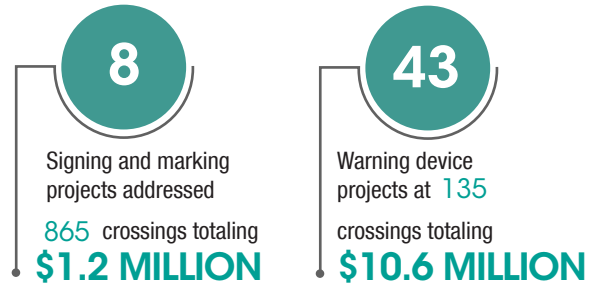 8
Signing and marking
projects addressed
865 crossings totaling
$1.2 MILLION
43
Warning device
projects at 135
crossings totaling
$10.6 MILLION